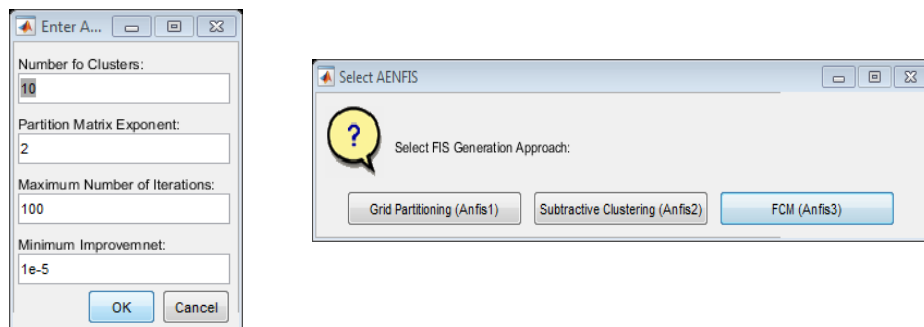 Enter A...
Number fo Clusters:
10
Partition Matrix Exponent:
2
Maximum Number of Iterations:
100
Minimum Improvemnet:
1e-5
OK Cancel
Select AENFIS
?
Select FIS Generation Approach:
Grid Partitioning (Anfis1) Subtractive Clustering (Anfis2) FCM (Anfis3)